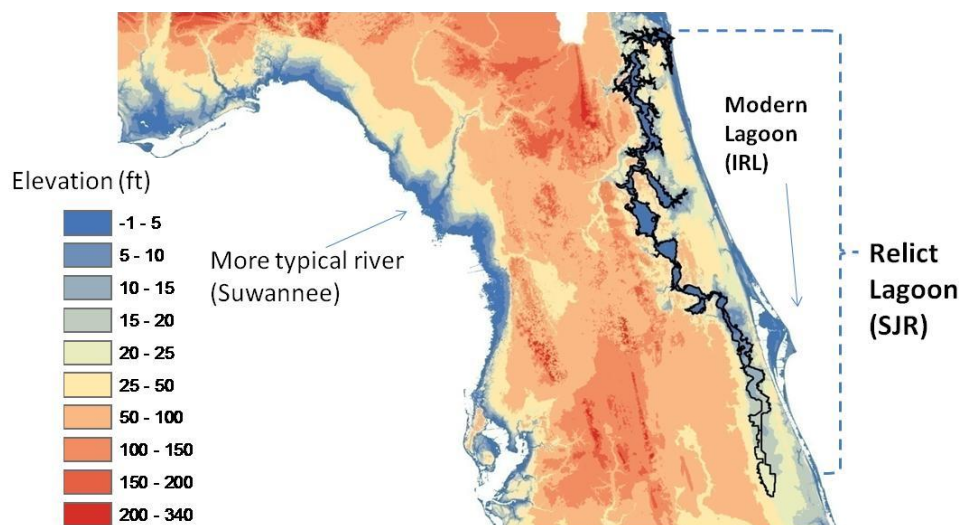 Modern
Lagoon
(IRL)
Elevation (ft)
-1 - 5
5 - 10
10 - 15
15 - 20
20 - 25
25 - 50
50 - 100
100 - 150
150 - 200
200 - 340
More typical river
(Suwannee)
Relict
Lagoon
(SJR)